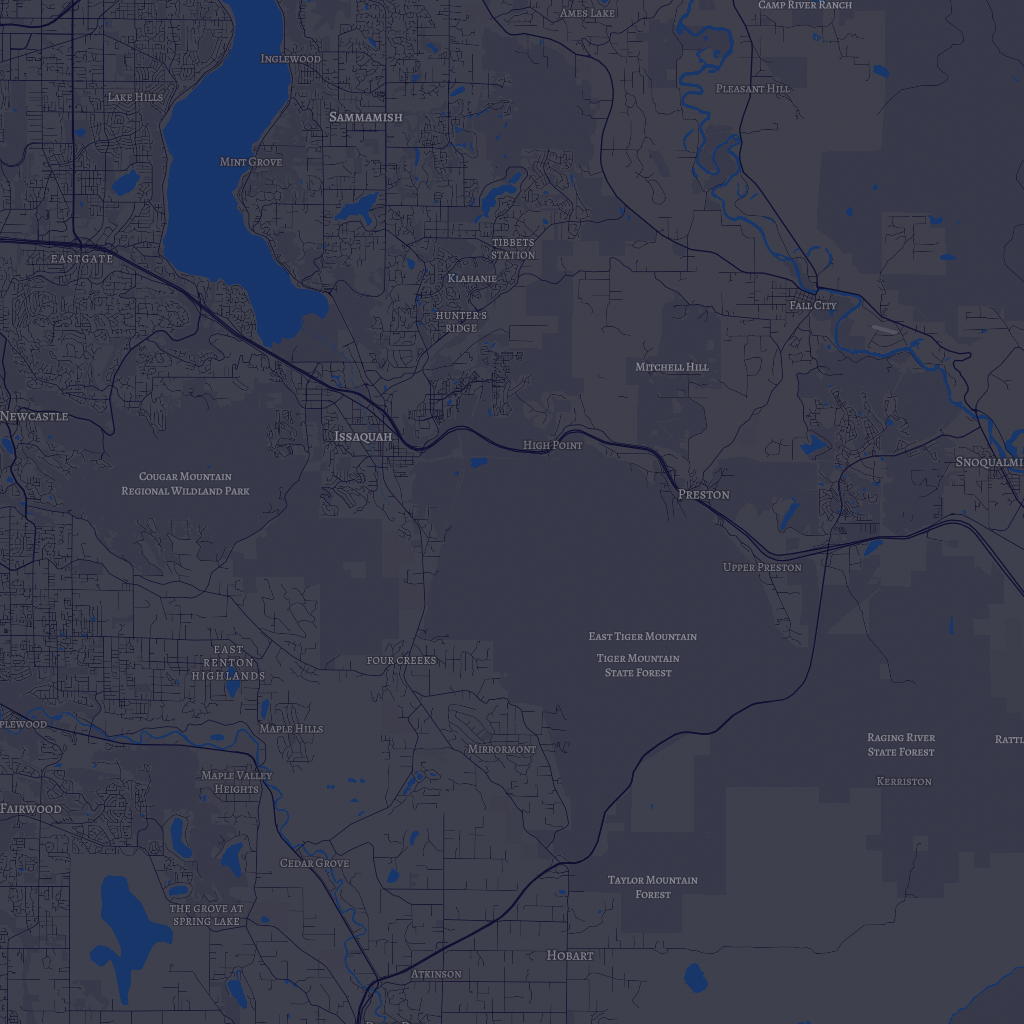 AMES LAKE
CAMP RIVER RANCH
INGLEWOOD
PLEASANT HILL
LAKE HILLS
SAMMAMISH
MINT GROVE
TIBBETS
STATION
EASTGATE
KLAHANIE
FALL CITY
HUNTER'S
RIDGE
MITCHELL HILL
NEWCASTLE
ISSAQUAH
HIGH POINT
SNOQUALMI
COUGAR MOUNTAIN
REGIONAL WILDLAND PARK
PRESTON
UPPER PRESTON
EAST TIGER MOUNTAIN
EAST
RENTON
HIGHLANDS
FOUR CREEKS
TIGER MOUNTAIN
STATE FOREST
PLEWOOD
MAPLE HILLS
MIRRORMONT
RAGING RIVER
STATE FOREST
RATTL
MAPLE VALLEY
HEIGHTS
KERRISTON
FAIRWOOD
CEDAR GROVE
TAYLOR MOUNTAIN
FOREST
THE GROVE AT
SPRING LAKE
HOBART
ATKINSON